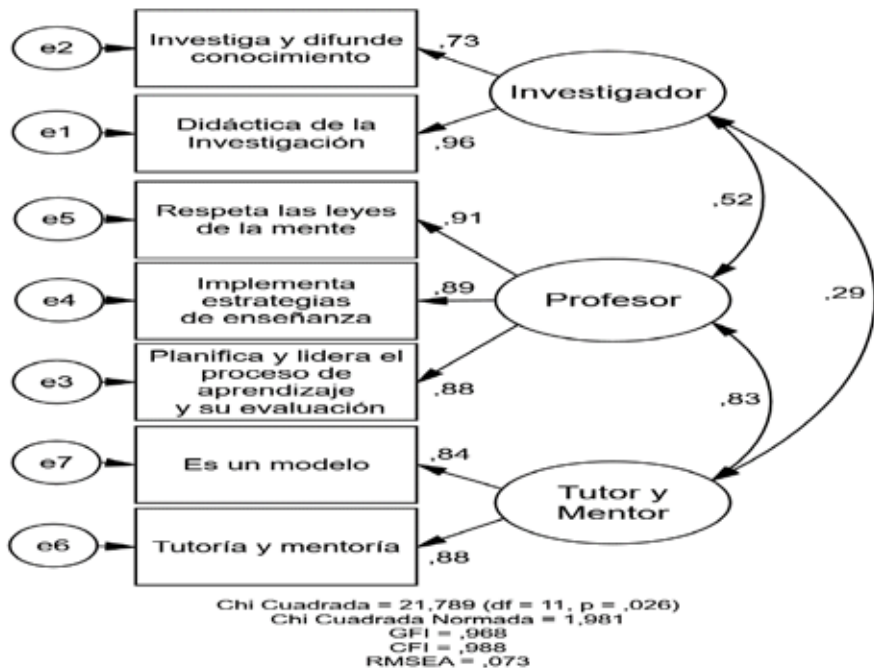 e2
Investiga y difunde
conocimiento
,73
Investigador
e1
Didáctica de la
Investigación
,96
e5
Respeta las leyes
de la mente
,91
,52
e4
Implementa
estrategias
de enseñanza
,89
Profesor
,29
e3
Planifica y lidera el
proceso de
aprendizaje
y su evaluación
,88
,83
e7
Es un modelo
,84
Tutor y
Mentor
e6
Tutoría y mentoría
,88
Chi Cuadrada = 21,789 (df = 11, p = ,026)
Chi Cuadrada Normada = 1,981
GFI = ,968
CFI = ,988
RMSEA = ,073